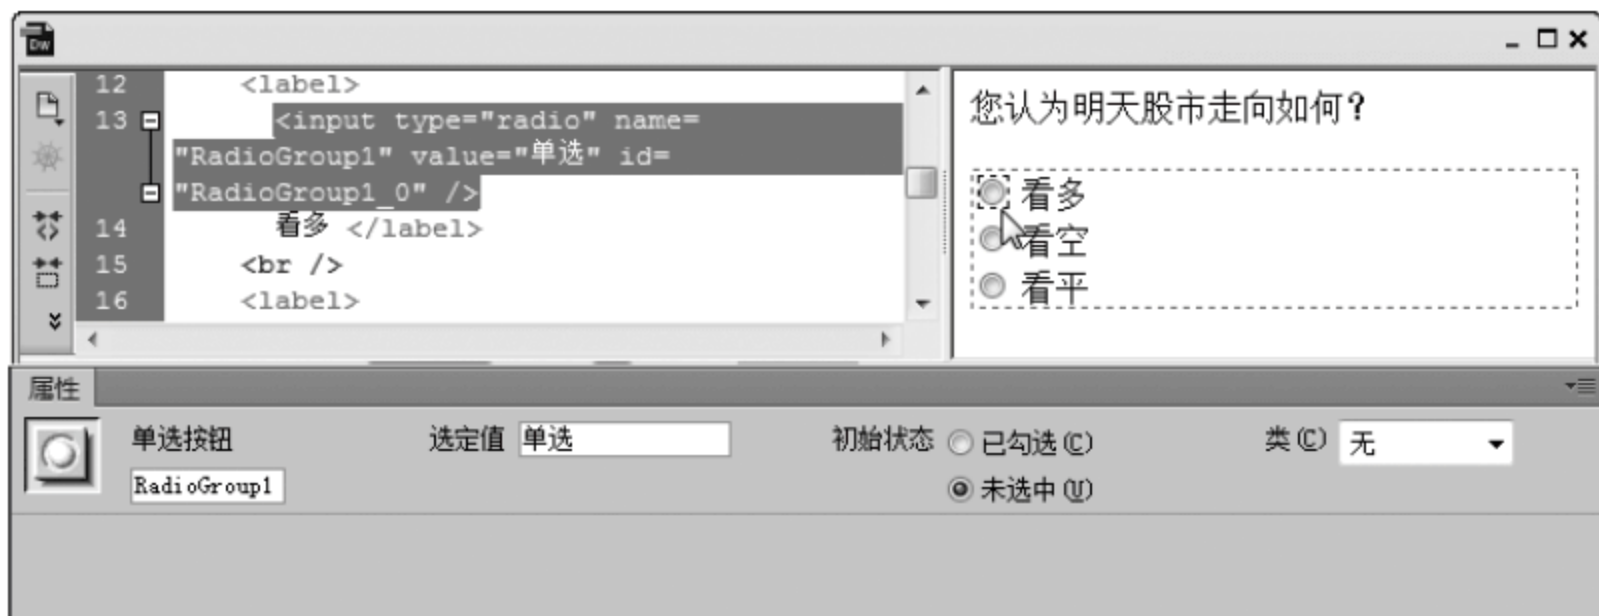 Dw
12 <label>
13 <input type="radio" name=
"RadioGroup1" value="单选" id=
"RadioGroup1_0" />
14 看多 </label>
15 <br />
16 <label>
您认为明天股市走向如何？
看多
看空
看平
属性
单选按钮 选定值 单选 初始状态 已勾选(C) 类(C) 无
RadioGroup1 未选中(U)